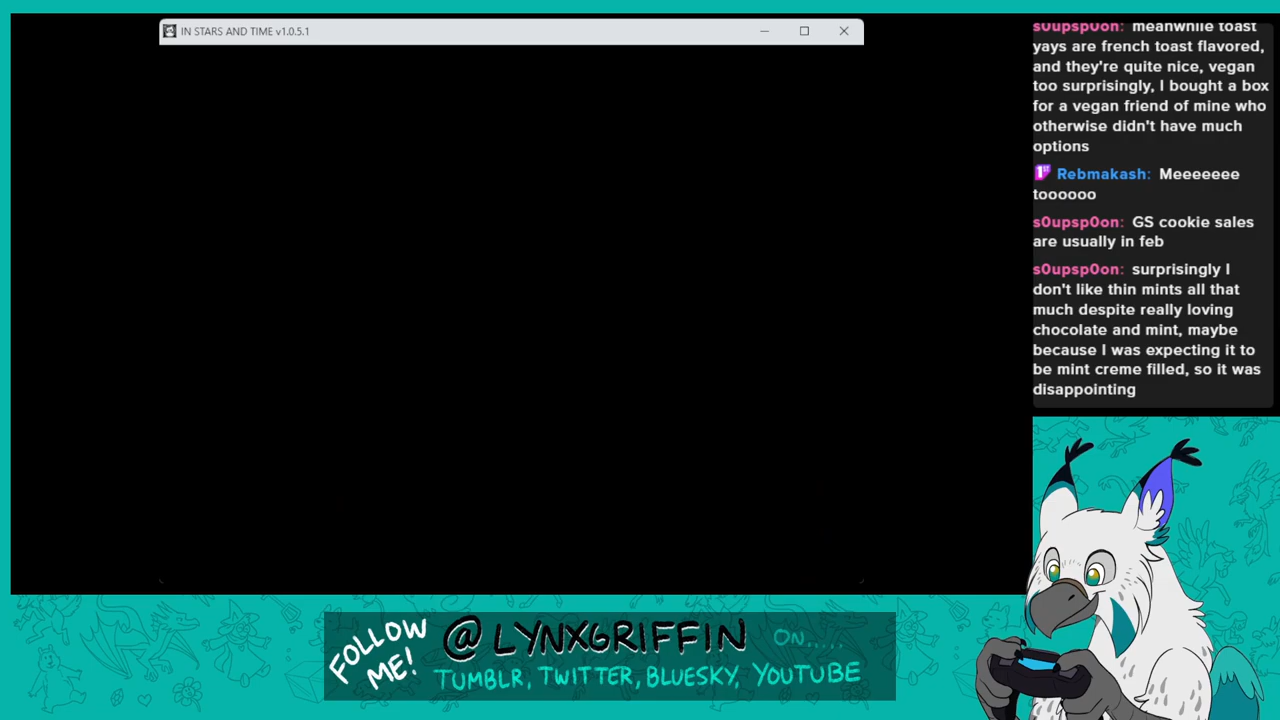 IN STARS AND TIME v1.0.5.1
s0upsp0on: meanwhile toast
yays are french toast flavored,
and they're quite nice, vegan
too surprisingly, I bought a box
for a vegan friend of mine who
otherwise didn't have much
options
Rebmakash: Meeeeeee
toooooo
s0upsp0on: GS cookie sales
are usually in feb
s0upsp0on: surprisingly I
don't like thin mints all that
much despite really loving
chocolate and mint, maybe
because I was expecting it to
be mint creme filled, so it was
disappointing
FOLLOW
ME!
@LYNXGRIFFIN ON.....
TUMBLR, TWITTER, BLUESKY, YOUTUBE